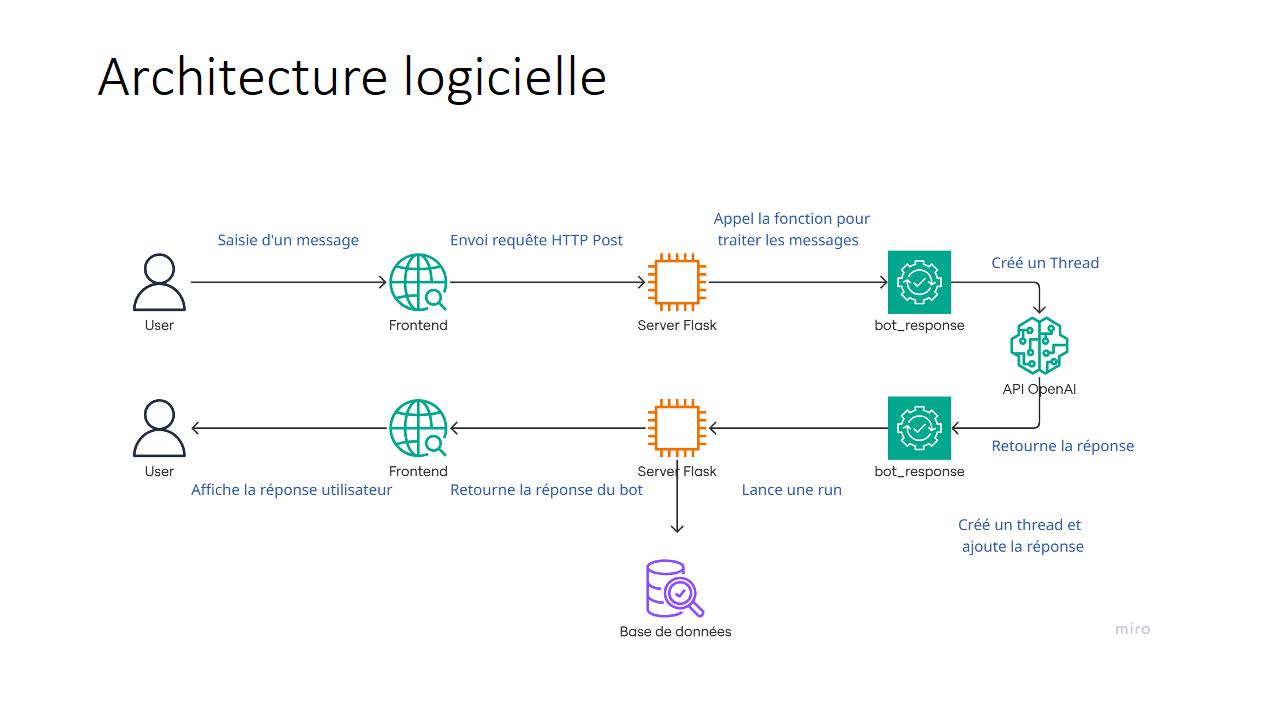 Architecture logicielle
Appel la fonction pour
traiter les messages
Saisie d'un message
Envoi requête HTTP Post
Créé un Thread
User
Frontend
Server Flask
bot_response
API OpenAI
Retourne la réponse
User
Frontend
Server Flask
bot_response
Affiche la réponse utilisateur
Retourne la réponse du bot
Lance une run
Créé un thread et
ajoute la réponse
Base de données
miro